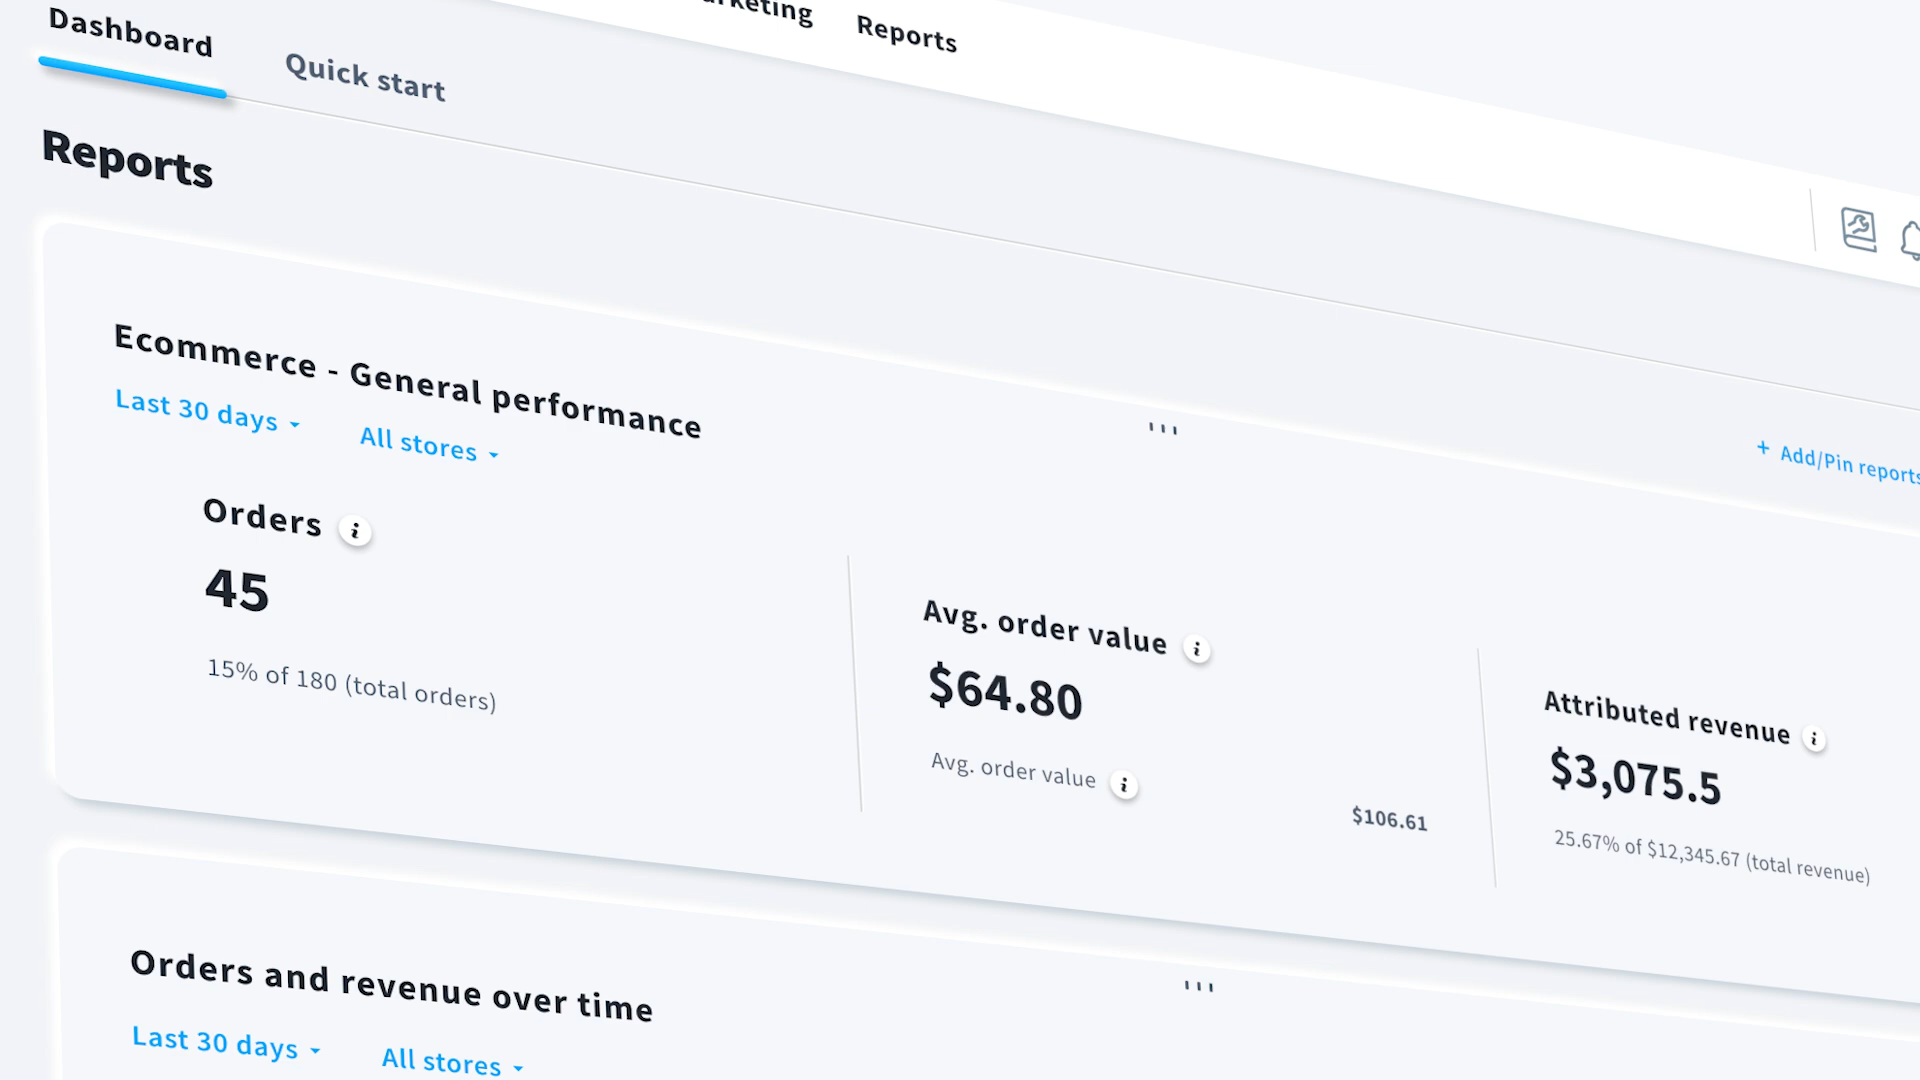 Reports
Dashboard
Quick start
Reports
Ecommerce - General performance
Last 30 days
All stores
+ Add/Pin reports
Orders i
45
15% of 180 (total orders)
Avg. order value i
$64.80
Avg. order value i
$106.61
Attributed revenue i
$3,075.5
25.67% of $12,345.67 (total revenue)
Orders and revenue over time
Last 30 days
All stores